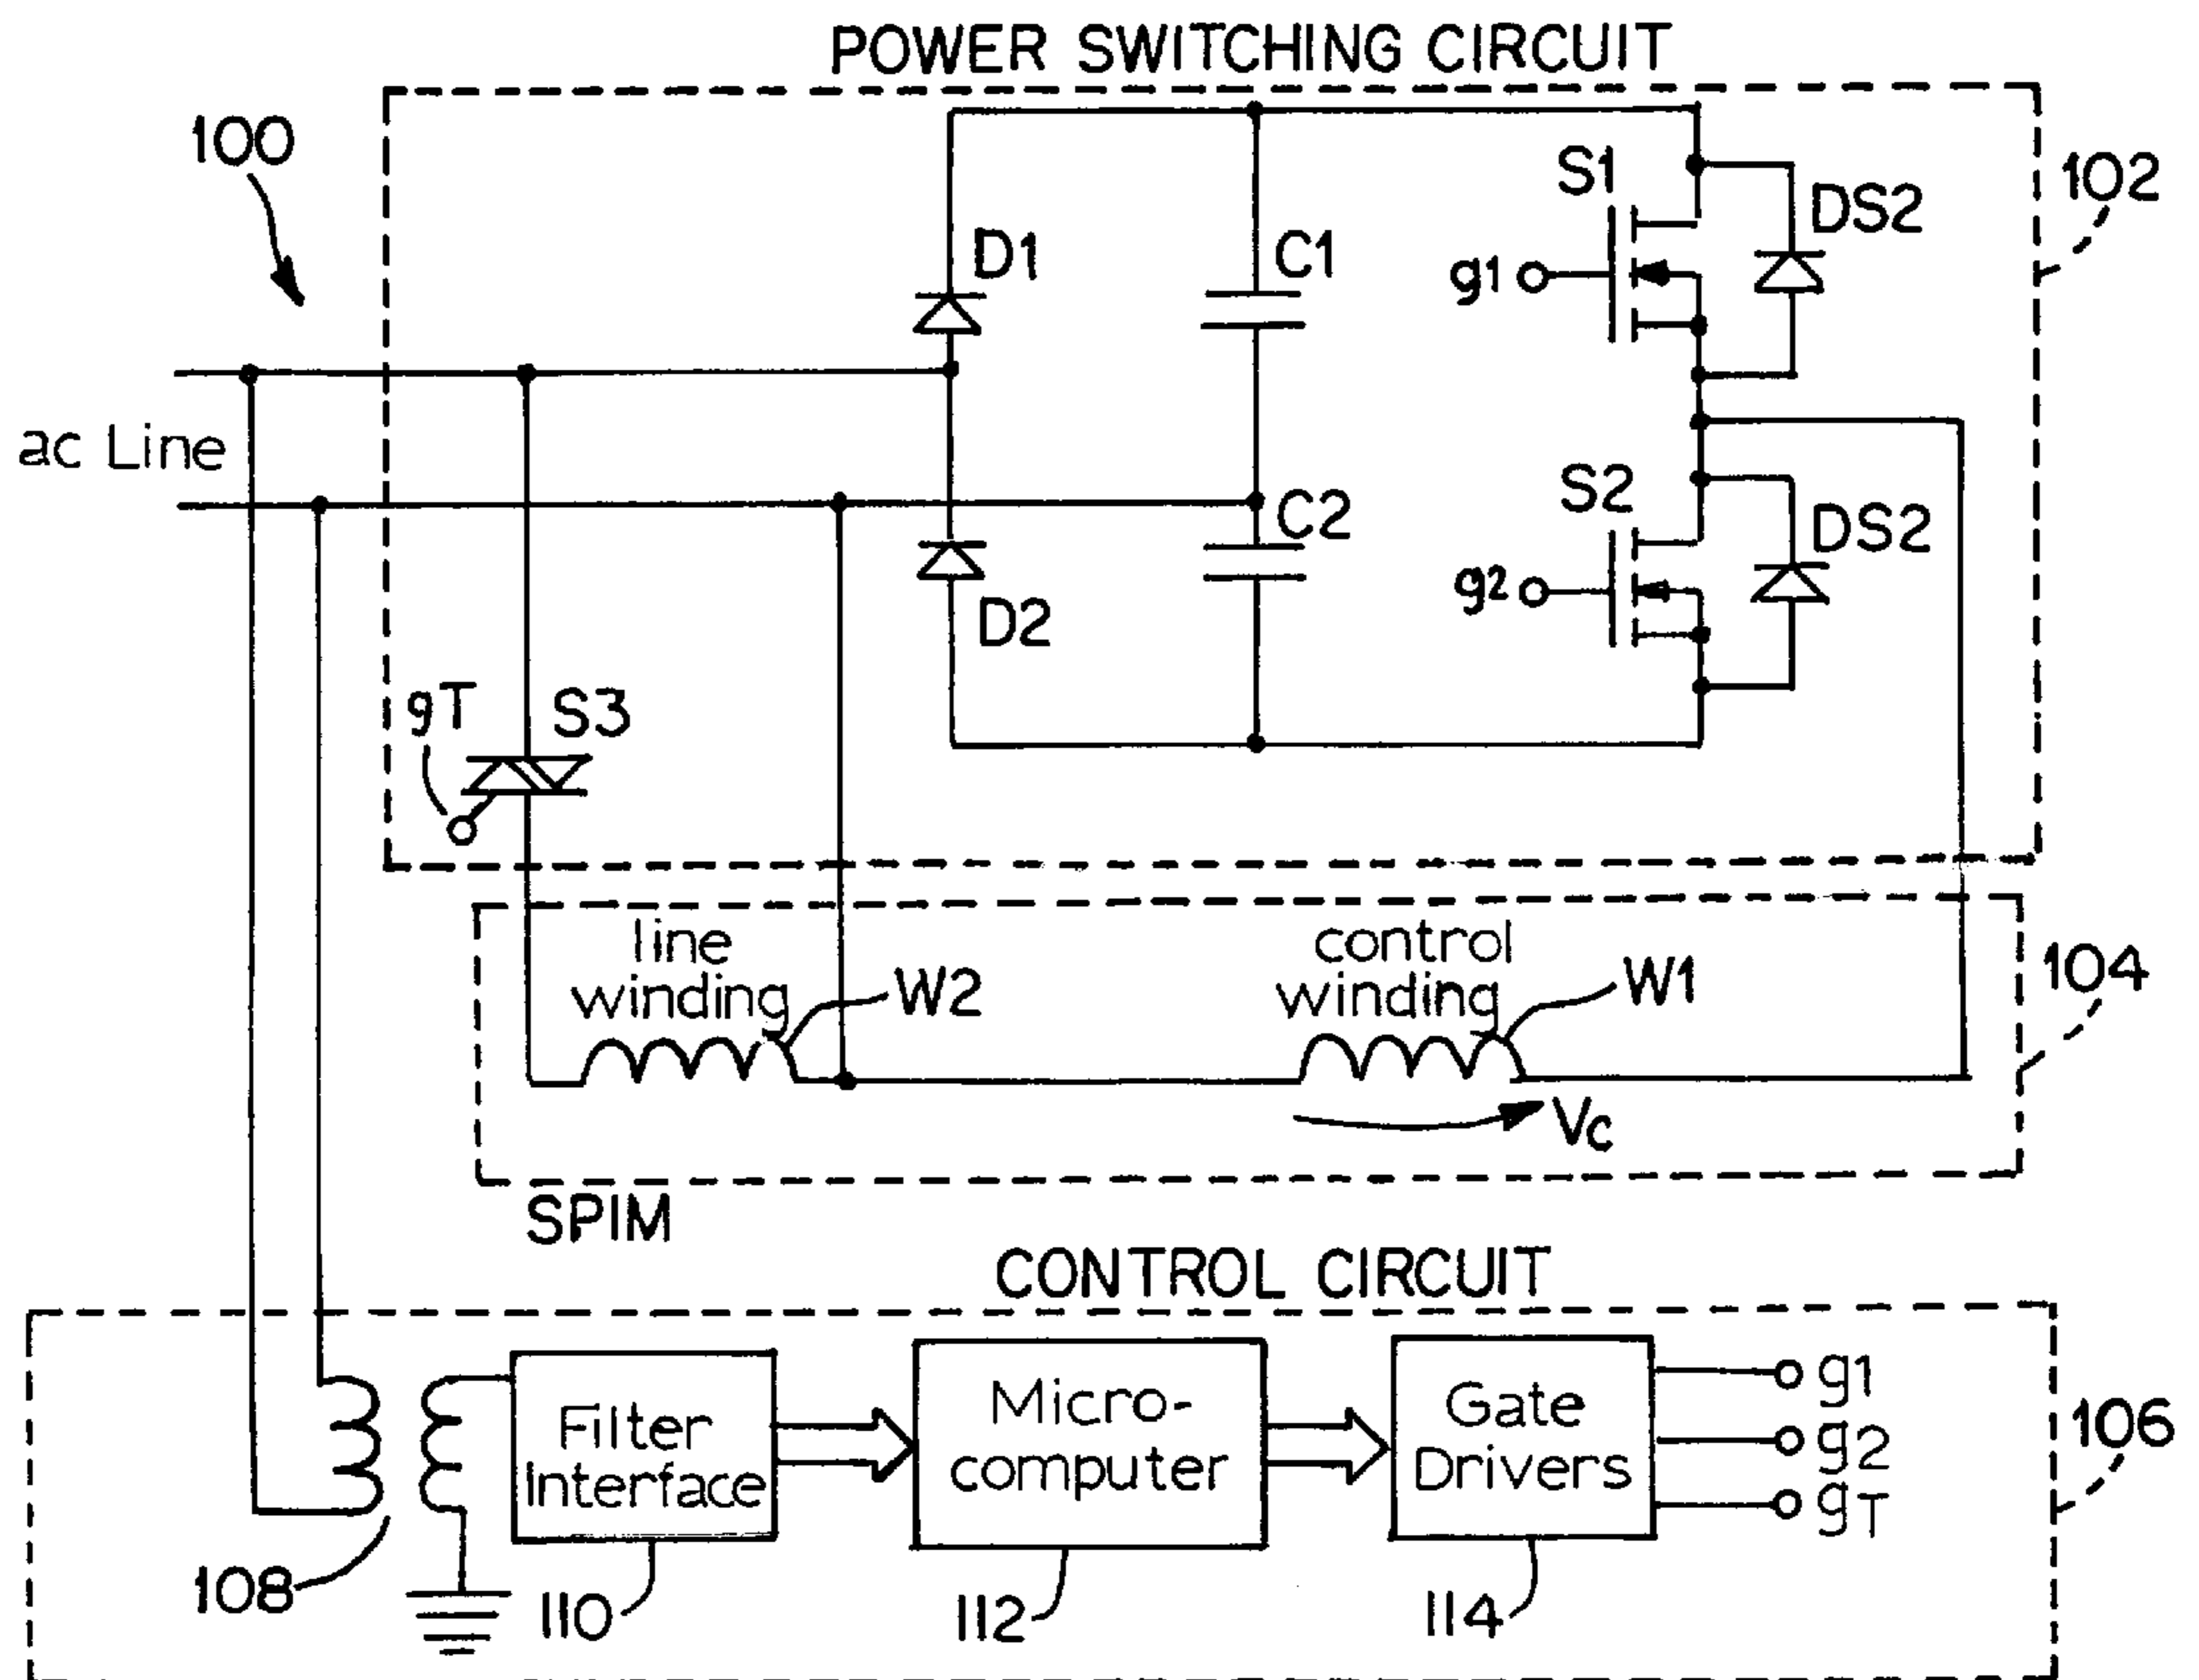 POWER SWITCHING CIRCUIT
100
102
S1
DS2
D1
C1
g1
ac Line
S2
C2
DS2
g2
D2
gT
S3
line
winding
W2
control
winding
W1
104
Vc
SPIM
CONTROL CIRCUIT
Filter
Interface
Micro-
computer
Gate
Drivers
g1
g2
gT
106
108
110
112
114